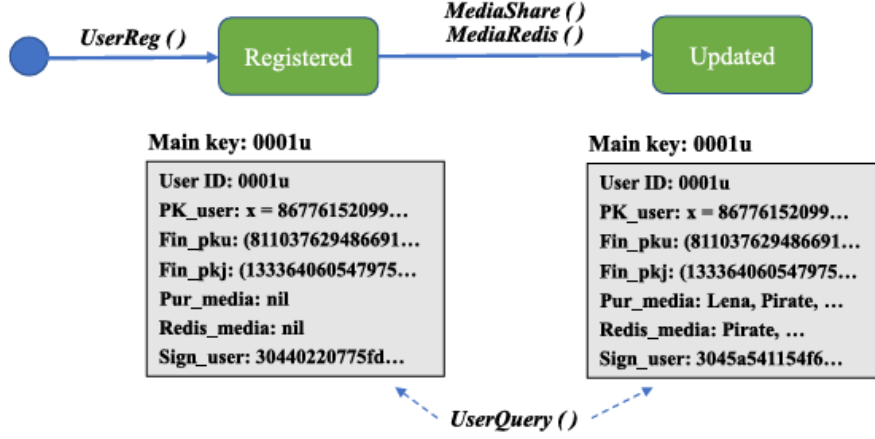 UserReg ( )
MediaShare ( )
MediaRedis ( )
Registered
Updated
Main key: 0001u
User ID: 0001u
PK_user: x = 86776152099…
Fin_pku: (811037629486691…
Fin_pkj: (133364060547975…
Pur_media: nil
Redis_media: nil
Sign_user: 30440220775fd…
Main key: 0001u
User ID: 0001u
PK_user: x = 86776152099…
Fin_pku: (811037629486691…
Fin_pkj: (133364060547975…
Pur_media: Lena, Pirate, …
Redis_media: Pirate, …
Sign_user: 3045a541154f6…
UserQuery ( )